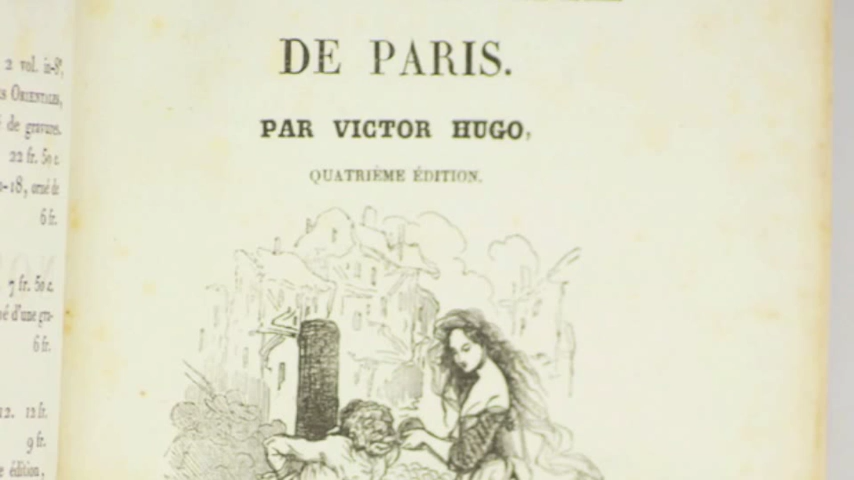 2 vol. in-8°,
ORIENTALES,
de gravures.
22 fr. 50 c.
-18, orné de
6 fr.
7 fr. 50 c.
d'une gra-
6 fr.
12. 12 fr.
9 fr.
édition,
DE PARIS.
PAR VICTOR HUGO,
QUATRIÈME ÉDITION.